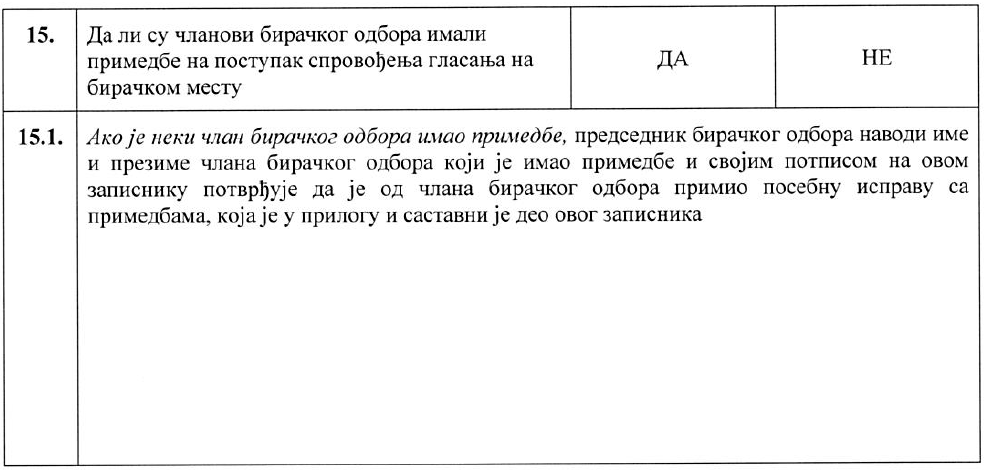 15. Да ли су чланови бирачког одбора имали
примедбе на поступак спровођења гласања на
бирачком месту
ДА
НЕ
15.1. Ако је неки члан бирачког одбора имао примедбе, председник бирачког одбора наводи име
и презиме члана бирачког одбора који је имао примедбе и својим потписом на овом
записнику потврђује да је од члана бирачког одбора примио посебну исправу са
примедбама, која је у прилогу и саставни је део овог записника